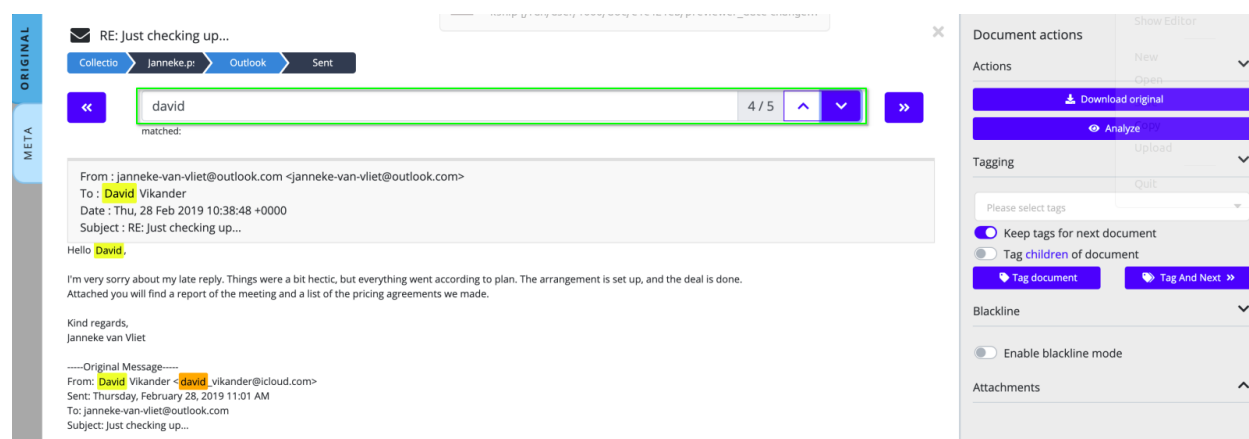 RE: Just checking up...
Collectio
Janneke.p
Outlook
Sent
ORIGINAL
META
david
4 / 5
matched:
From : janneke-van-vliet@outlook.com <janneke-van-vliet@outlook.com>
To : David Vikander
Date : Thu, 28 Feb 2019 10:38:48 +0000
Subject : RE: Just checking up...
Hello David,
I'm very sorry about my late reply. Things were a bit hectic, but everything went according to plan. The arrangement is set up, and the deal is done.
Attached you will find a report of the meeting and a list of the pricing agreements we made.
Kind regards,
Janneke van Vliet
-----Original Message-----
From: David Vikander <david_vikander@icloud.com>
Sent: Thursday, February 28, 2019 11:01 AM
To: janneke-van-vliet@outlook.com
Subject: Just checking up...
Document actions
Actions
Download original
Analyze
Tagging
Please select tags
Keep tags for next document
Tag children of document
Tag document
Tag And Next
Blackline
Enable blackline mode
Attachments
Show Editor
New
Open
Copy
Upload
Quit